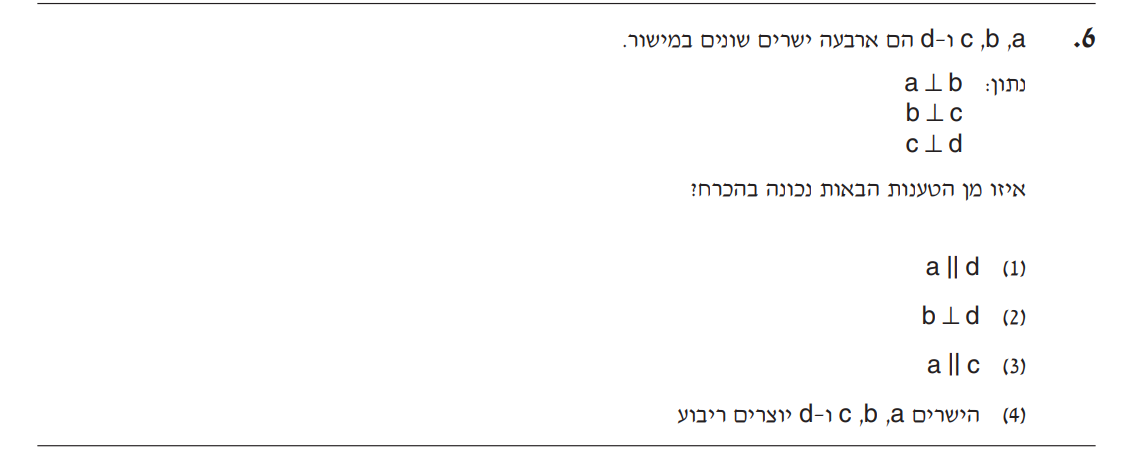 6. a, b, c ו-d הם ארבעה ישרים שונים במישור.
נתון: a ⊥ b
b ⊥ c
c ⊥ d
איזו מן הטענות הבאות נכונה בהכרח?
(1) a || d
(2) b ⊥ d
(3) a || c
(4) הישרים a, b, c ו-d יוצרים ריבוע